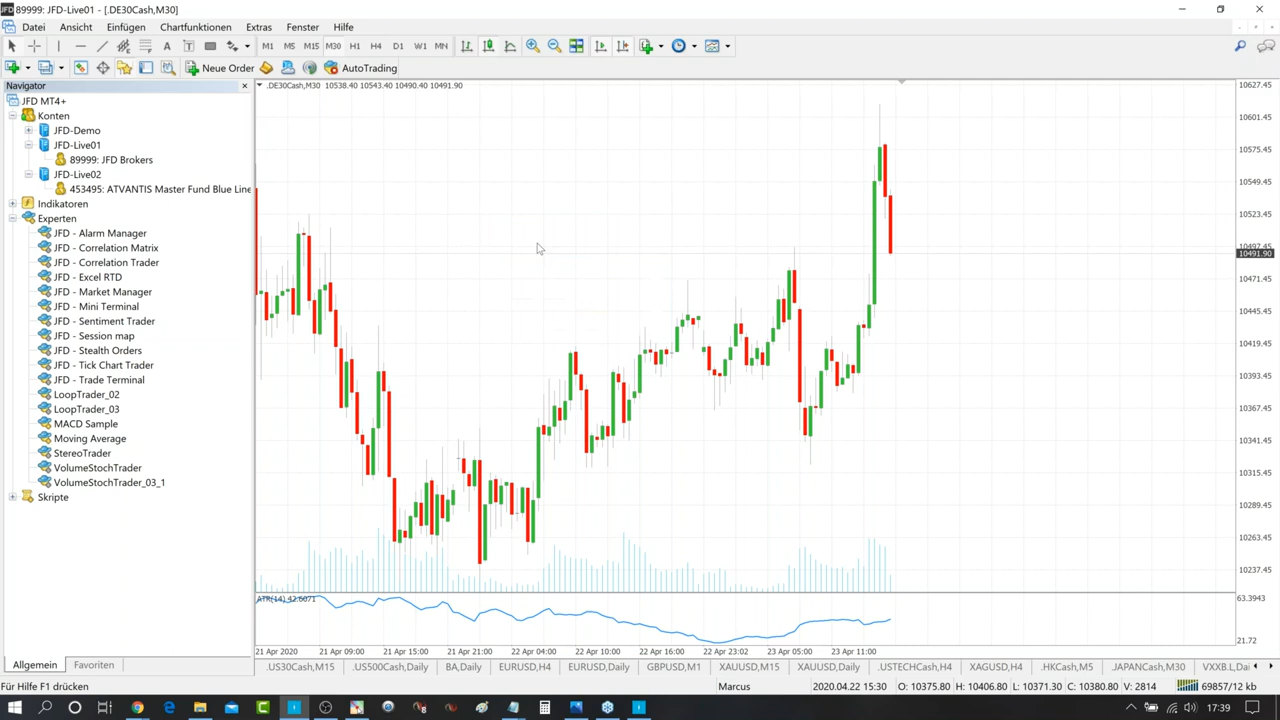 89999: JFD-Live01 - [.DE30Cash,M30]
Datei Ansicht Einfügen Chartfunktionen Extras Fenster Hilfe
A T M1 M5 M15 M30 H1 H4 D1 W1 MN
New Order AutoTrading
Navigator
JFD MT4+
Konten
JFD-Demo
JFD-Live01
89999: JFD Brokers
JFD-Live02
453495: ATVANTIS Master Fund Blue Line
Indikatoren
Experten
JFD - Alarm Manager
JFD - Correlation Matrix
JFD - Correlation Trader
JFD - Excel RTD
JFD - Market Manager
JFD - Mini Terminal
JFD - Sentiment Trader
JFD - Session map
JFD - Stealth Orders
JFD - Tick Chart Trader
JFD - Trade Terminal
LoopTrader_02
LoopTrader_03
MACD Sample
Moving Average
StereoTrader
VolumeStochTrader
VolumeStochTrader_03_1
Skripte
Allgemein Favoriten
.DE30Cash,M30 10538.40 10543.40 10490.40 10491.90
10627.45
10601.45
10575.45
10549.45
10523.45
10497.45
10491.90
10471.45
10445.45
10419.45
10393.45
10367.45
10341.45
10315.45
10289.45
10263.45
10237.45
ATR(14) 42.6071
63.3943
21.72
21 Apr 2020 21 Apr 09:00 21 Apr 15:00 22 Apr 04:00 22 Apr 10:00 22 Apr 16:00 22 Apr 23:02 23 Apr 05:00 23 Apr 11:00
.US30Cash,M15 .US500Cash,Daily BA,Daily EURUSD,H4 EURUSD,Daily GBPUSD,M1 XAUUSD,M15 XAUUSD,Daily .USTECHCash,H4 XAGUSD,H4 .HKCash,M5 .JAPANCash,M30 VXXB.L,Dai
Für Hilfe F1 drücken Marcus 2020.04.22 15:30 O: 10375.80 H: 10406.80 L: 10371.30 C: 10380.80 V: 2814 69857/12 kb
17:39